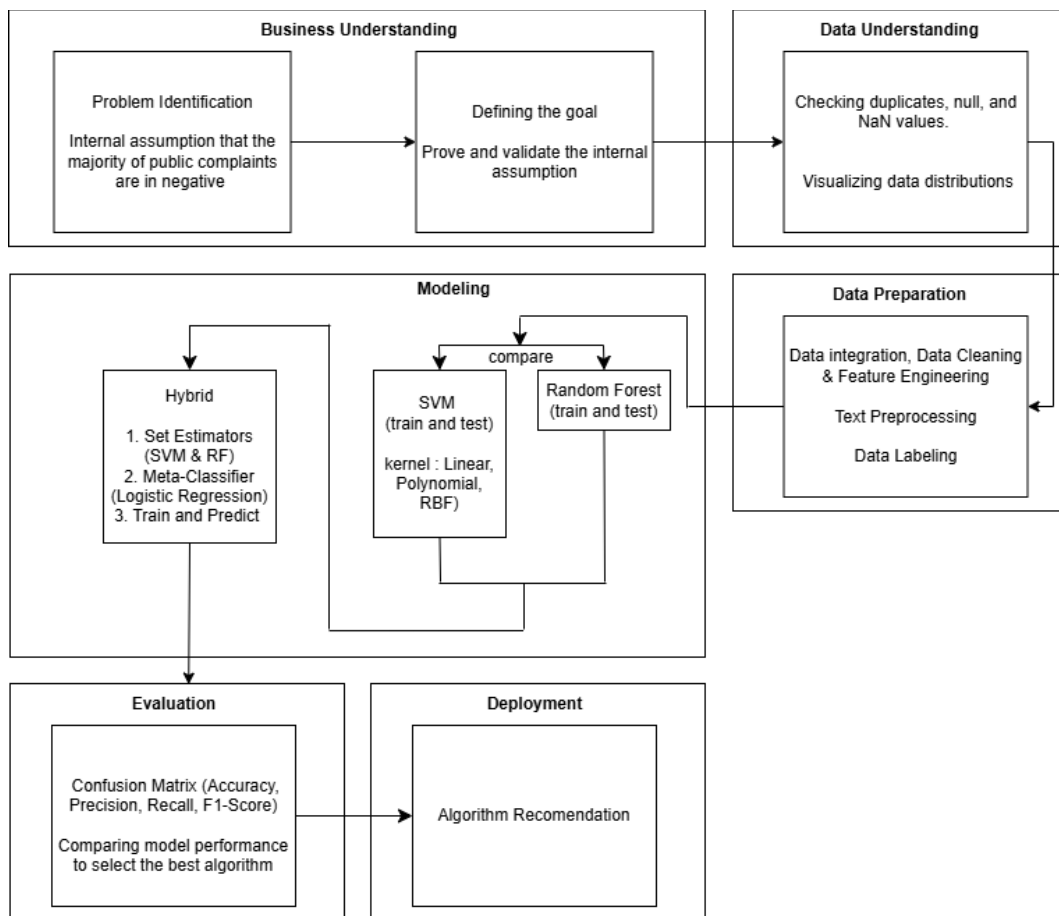 Business Understanding
Problem Identification
Internal assumption that the
majority of public complaints
are in negative
Defining the goal
Prove and validate the internal
assumption
Data Understanding
Checking duplicates, null, and
NaN values.
Visualizing data distributions
Data Preparation
Data integration, Data Cleaning
& Feature Engineering
Text Preprocessing
Data Labeling
Modeling
compare
SVM
(train and test)
kernel : Linear,
Polynomial,
RBF)
Random Forest
(train and test)
Hybrid
1. Set Estimators
(SVM & RF)
2. Meta-Classifier
(Logistic Regression)
3. Train and Predict
Evaluation
Confusion Matrix (Accuracy,
Precision, Recall, F1-Score)
Comparing model performance
to select the best algorithm
Deployment
Algorithm Recomendation